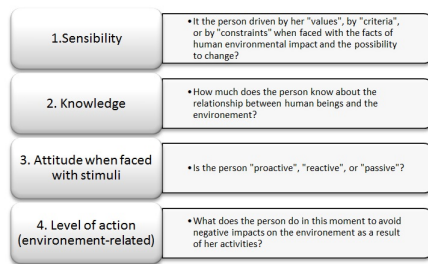 1.Sensibility
•It the person driven by her "values", by "criteria",
or by "constraints" when faced with the facts of
human environmental impact and the possibility
to change?
2. Knowledge
•How much does the person know about the
relationship between human beings and the
environement?
3. Attitude when faced
with stimuli
•Is the person "proactive", "reactive", or "passive"?
4. Level of action
(environement-related)
•What does the person do in this moment to avoid
negative impacts on the environement as a result
of her activities?